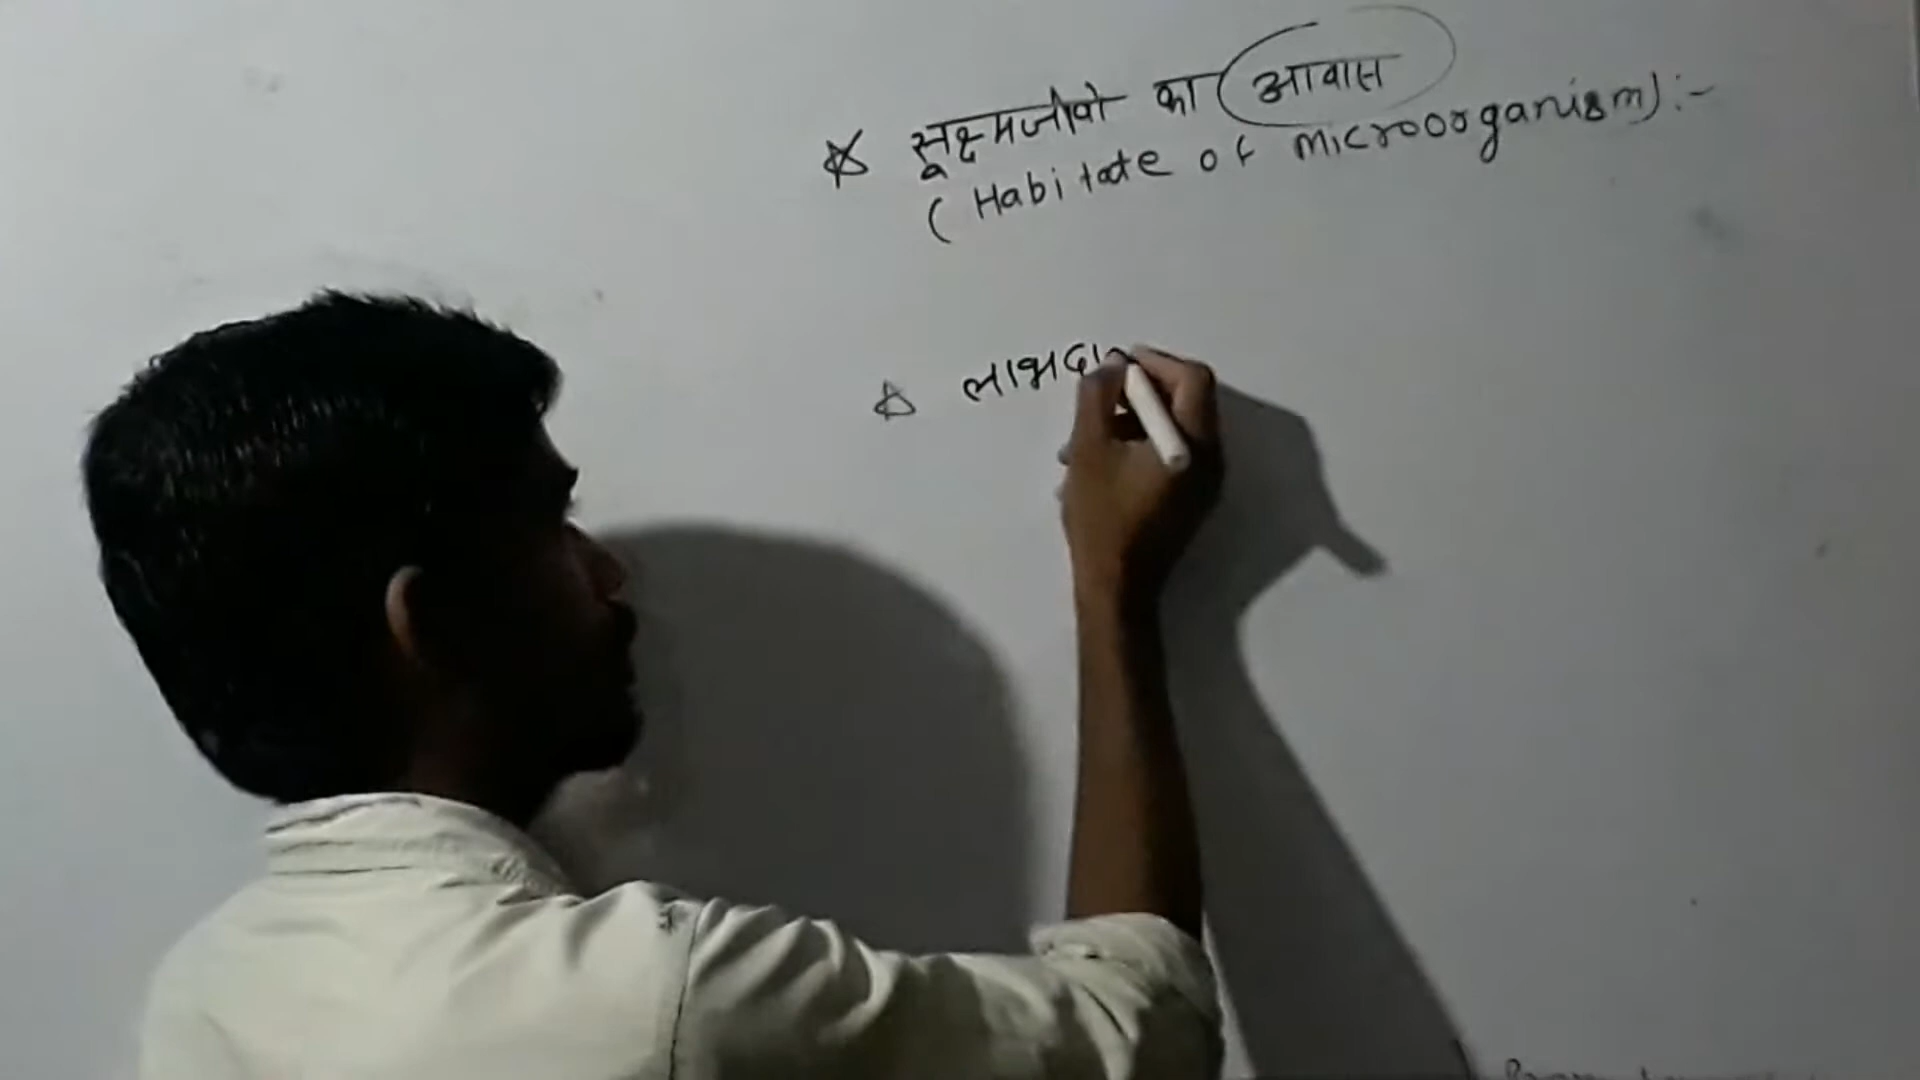 ☆ सूक्ष्मजीवो का आवास
(Habitate of microorganism):-
☆ लाभदा